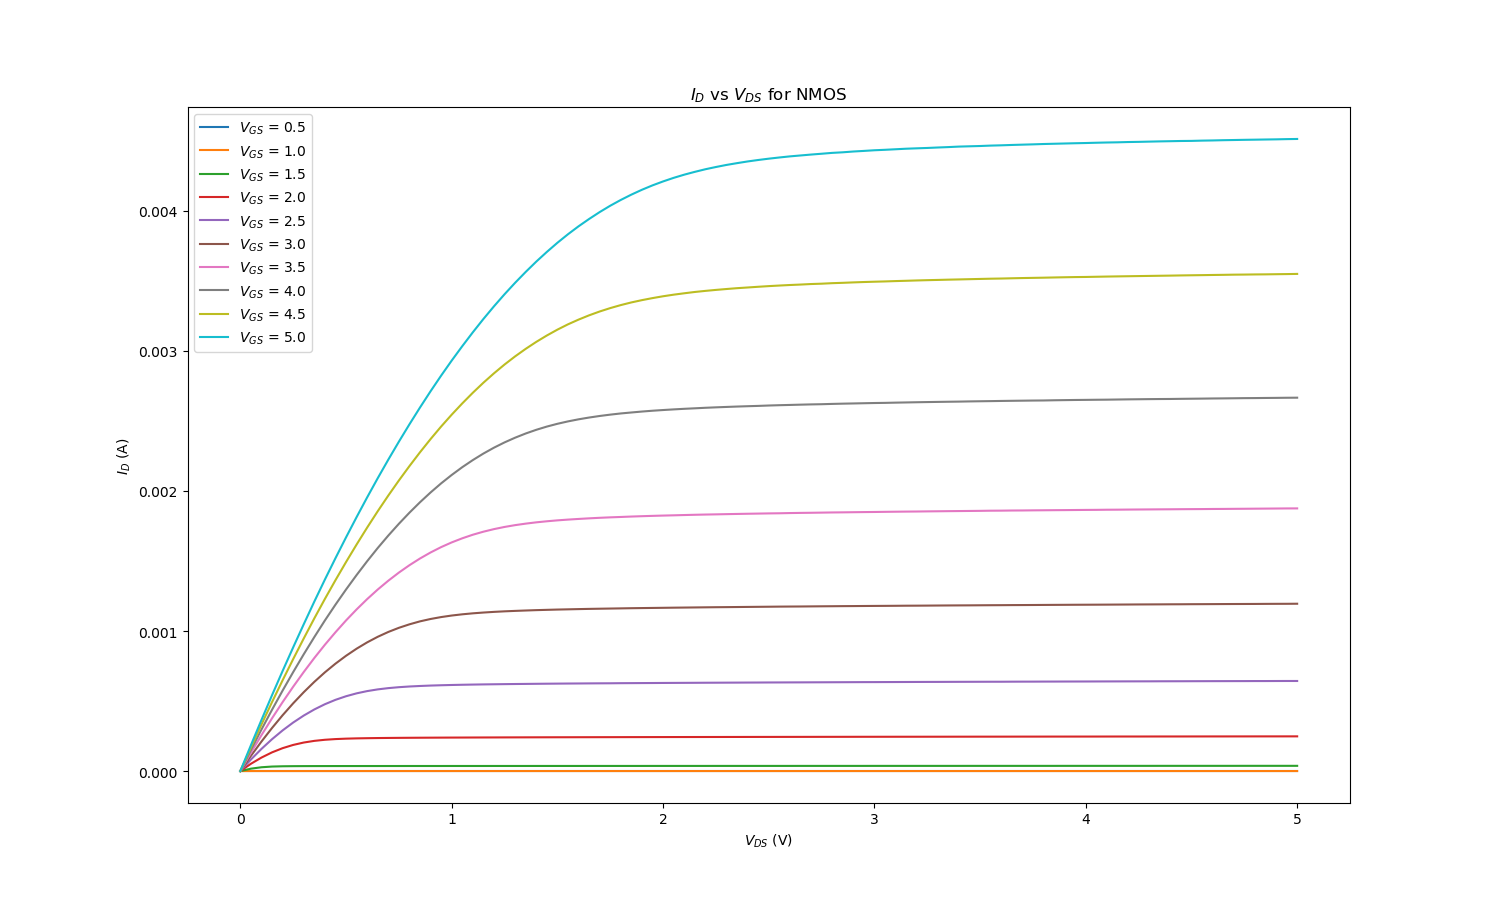 I_D vs V_DS for NMOS
V_GS = 0.5
V_GS = 1.0
V_GS = 1.5
V_GS = 2.0
V_GS = 2.5
V_GS = 3.0
V_GS = 3.5
V_GS = 4.0
V_GS = 4.5
V_GS = 5.0
0.004
0.003
0.002
0.001
0.000
I_D (A)
0 1 2 3 4 5
V_DS (V)